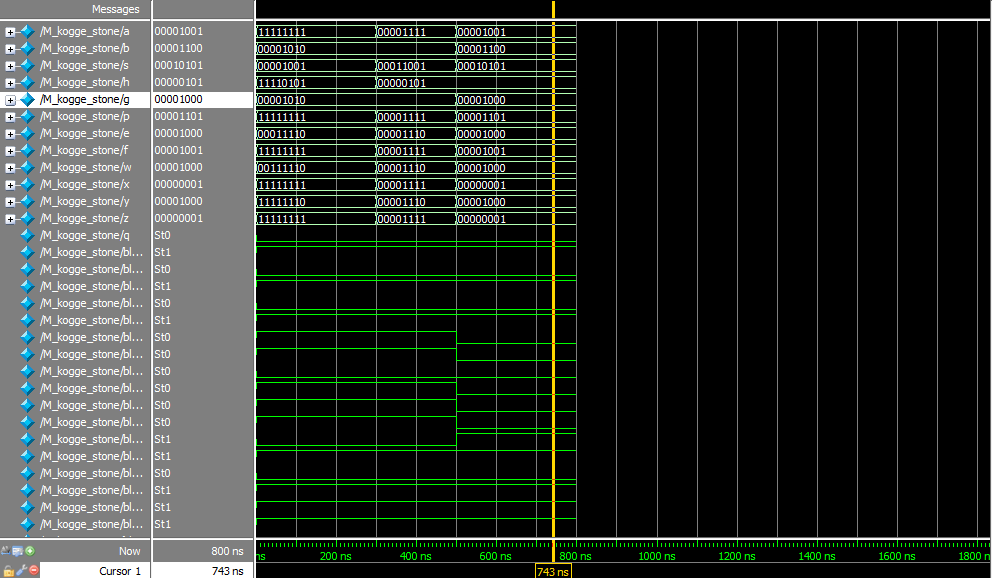 Messages
/M_kogge_stone/a 00001001 11111111 00001111 00001001
/M_kogge_stone/b 00001100 00001010 00001100
/M_kogge_stone/s 00010101 00001001 00011001 00010101
/M_kogge_stone/h 00000101 11110101 00000101
/M_kogge_stone/g 00001000 00001010 00001000
/M_kogge_stone/p 00001101 11111111 00001111 00001101
/M_kogge_stone/e 00001000 00011110 00001110 00001000
/M_kogge_stone/f 00001001 11111111 00001111 00001001
/M_kogge_stone/w 00001000 00111110 00001110 00001000
/M_kogge_stone/x 00000001 11111111 00001111 00000001
/M_kogge_stone/y 00001000 11111110 00001110 00001000
/M_kogge_stone/z 00000001 11111111 00001111 00000001
/M_kogge_stone/q St0
/M_kogge_stone/bl... St1
/M_kogge_stone/bl... St0
/M_kogge_stone/bl... St1
/M_kogge_stone/bl... St0
/M_kogge_stone/bl... St1
/M_kogge_stone/bl... St0
/M_kogge_stone/bl... St0
/M_kogge_stone/bl... St0
/M_kogge_stone/bl... St0
/M_kogge_stone/bl... St0
/M_kogge_stone/bl... St0
/M_kogge_stone/bl... St1
/M_kogge_stone/bl... St1
/M_kogge_stone/bl... St0
/M_kogge_stone/bl... St1
/M_kogge_stone/bl... St1
/M_kogge_stone/bl... St1
Now 800 ns ns 200 ns 400 ns 600 ns 800 ns 1000 ns 1200 ns 1400 ns 1600 ns 1800 n
Cursor 1 743 ns 743 ns